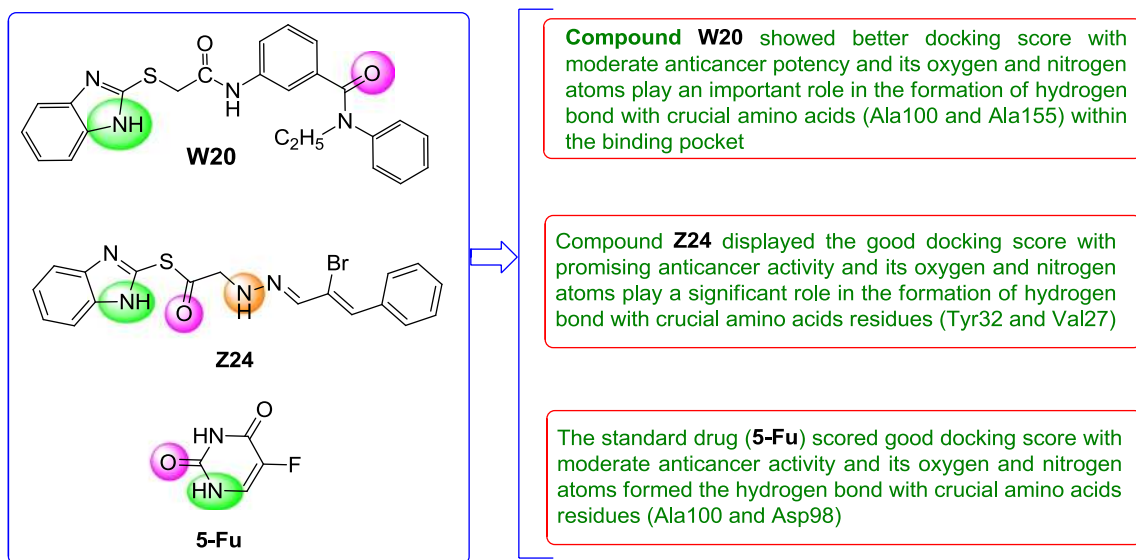 O
N
S
N
H
O
NH
N
C₂H₅
W20
N
S
N
Br
NH
O
N
H
Z24
O
HN
O
F
HN
5-Fu
Compound W20 showed better docking score with
moderate anticancer potency and its oxygen and nitrogen
atoms play an important role in the formation of hydrogen
bond with crucial amino acids (Ala100 and Ala155) within
the binding pocket
Compound Z24 displayed the good docking score with
promising anticancer activity and its oxygen and nitrogen
atoms play a significant role in the formation of hydrogen
bond with crucial amino acids residues (Tyr32 and Val27)
The standard drug (5-Fu) scored good docking score with
moderate anticancer activity and its oxygen and nitrogen
atoms formed the hydrogen bond with crucial amino acids
residues (Ala100 and Asp98)